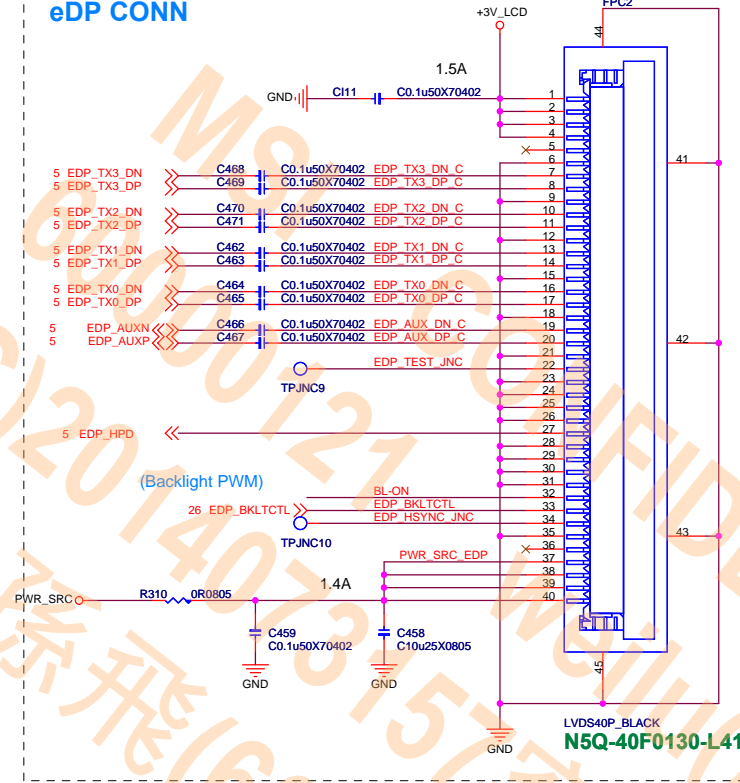 eDP CONN
+3V_LCD
FPC2
44
1.5A
GND
CI11
C0.1u50X70402
1
2
3
4
5
6
7
8
9
10
11
12
13
14
15
16
17
18
19
20
21
22
23
24
25
26
27
28
29
30
31
32
33
34
35
36
37
38
39
40
41
42
43
5 EDP_TX3_DN C468 C0.1u50X70402 EDP_TX3_DN_C
5 EDP_TX3_DP C469 C0.1u50X70402 EDP_TX3_DP_C
5 EDP_TX2_DN C470 C0.1u50X70402 EDP_TX2_DN_C
5 EDP_TX2_DP C471 C0.1u50X70402 EDP_TX2_DP_C
5 EDP_TX1_DN C462 C0.1u50X70402 EDP_TX1_DN_C
5 EDP_TX1_DP C463 C0.1u50X70402 EDP_TX1_DP_C
5 EDP_TX0_DN C464 C0.1u50X70402 EDP_TX0_DN_C
5 EDP_TX0_DP C465 C0.1u50X70402 EDP_TX0_DP_C
5 EDP_AUXN C466 C0.1u50X70402 EDP_AUX_DN_C
5 EDP_AUXP C467 C0.1u50X70402 EDP_AUX_DP_C
EDP_TEST_JNC
TPJNC9
5 EDP_HPD
(Backlight PWM)
BL-ON
26 EDP_BKLTCTL EDP_BKLTCTL
EDP_HSYNC_JNC
TPJNC10
PWR_SRC_EDP
1.4A
PWR_SRC R310 0R0805
C459
C0.1u50X70402
C458
C10u25X0805
GND
GND
45
GND
LVDS40P_BLACK
N5Q-40F0130-L41
MSI CONFIDE
60000121
)2014073157
孫飛(6